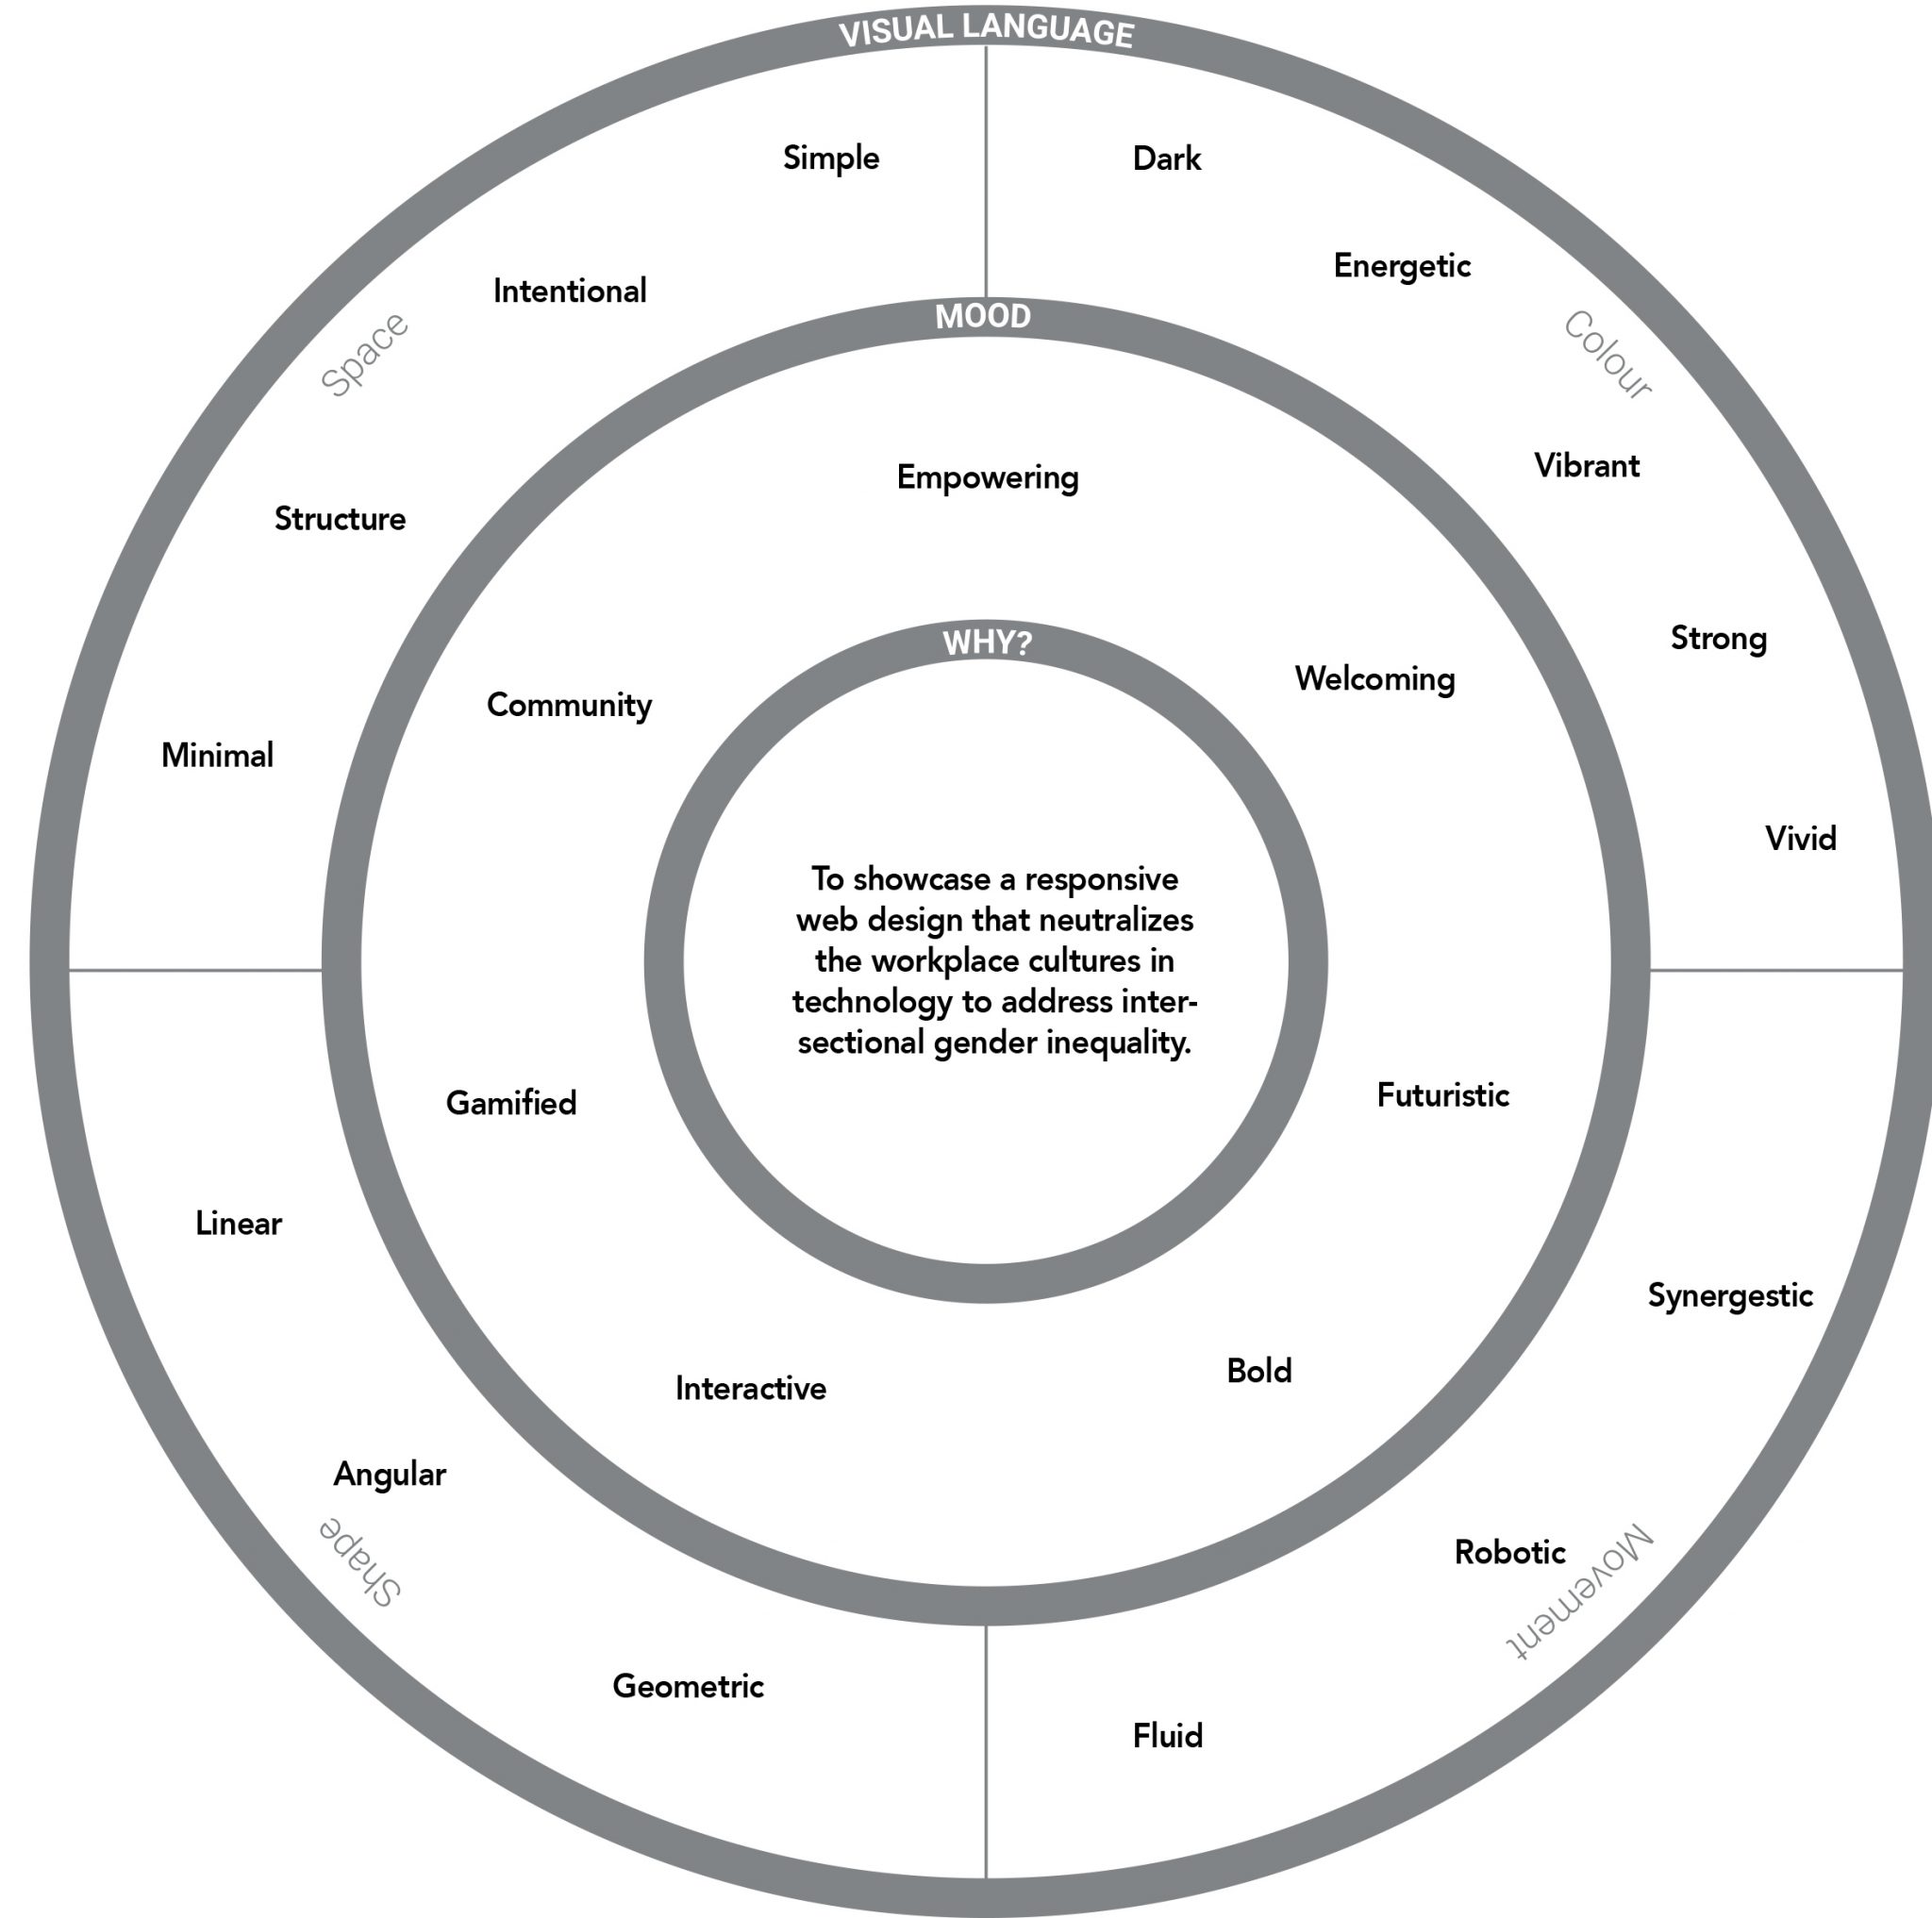 VISUAL LANGUAGE
Simple
Dark
Energetic
Intentional
Space
Colour
MOOD
Empowering
Vibrant
Structure
Strong
WHY?
Welcoming
Community
Minimal
Vivid
To showcase a responsive
web design that neutralizes
the workplace cultures in
technology to address inter-
sectional gender inequality.
Gamified
Futuristic
Linear
Synergestic
Interactive
Bold
Angular
Shape
Robotic
Movement
Geometric
Fluid